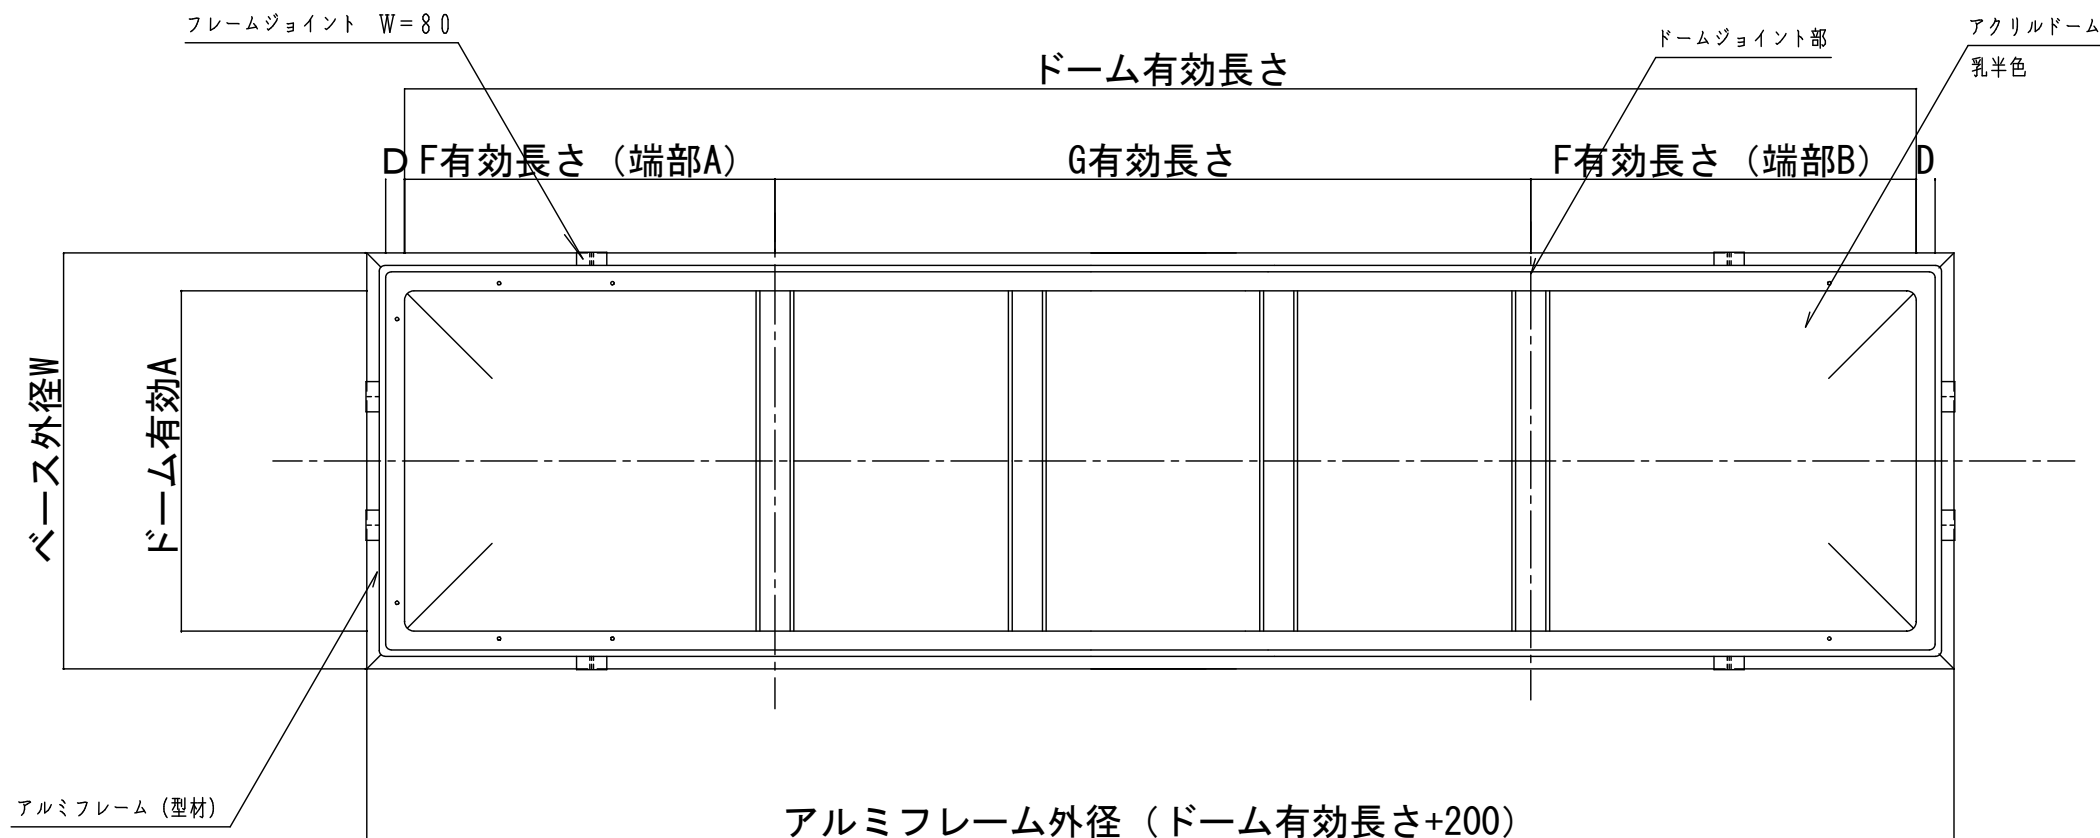 フレームジョイント　W=80
ドームジョイント部
アクリルドーム
乳半色
ドーム有効長さ
D
F有効長さ（端部A）
G有効長さ
F有効長さ（端部B）
D
ベース外径W
ドーム有効A
アルミフレーム（型材）
アルミフレーム外径（ドーム有効長さ+200）